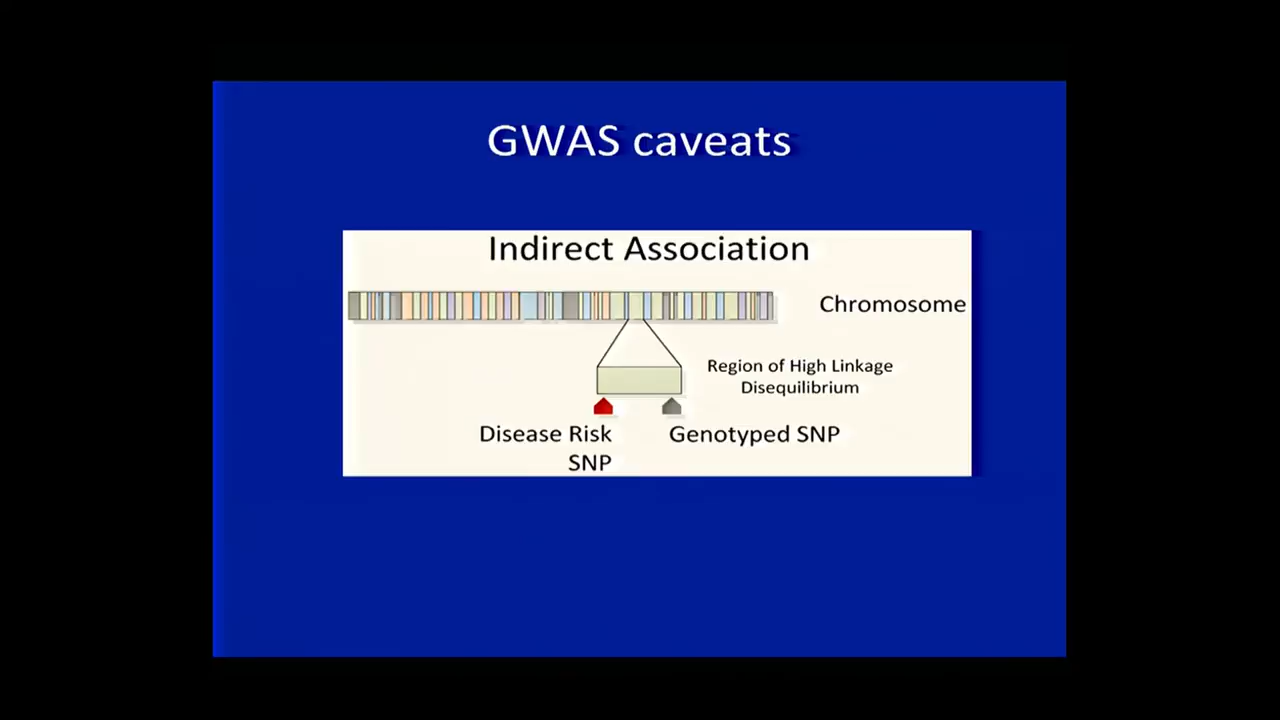 GWAS caveats
Indirect Association
Chromosome
Region of High Linkage
Disequilibrium
Disease Risk
SNP
Genotyped SNP